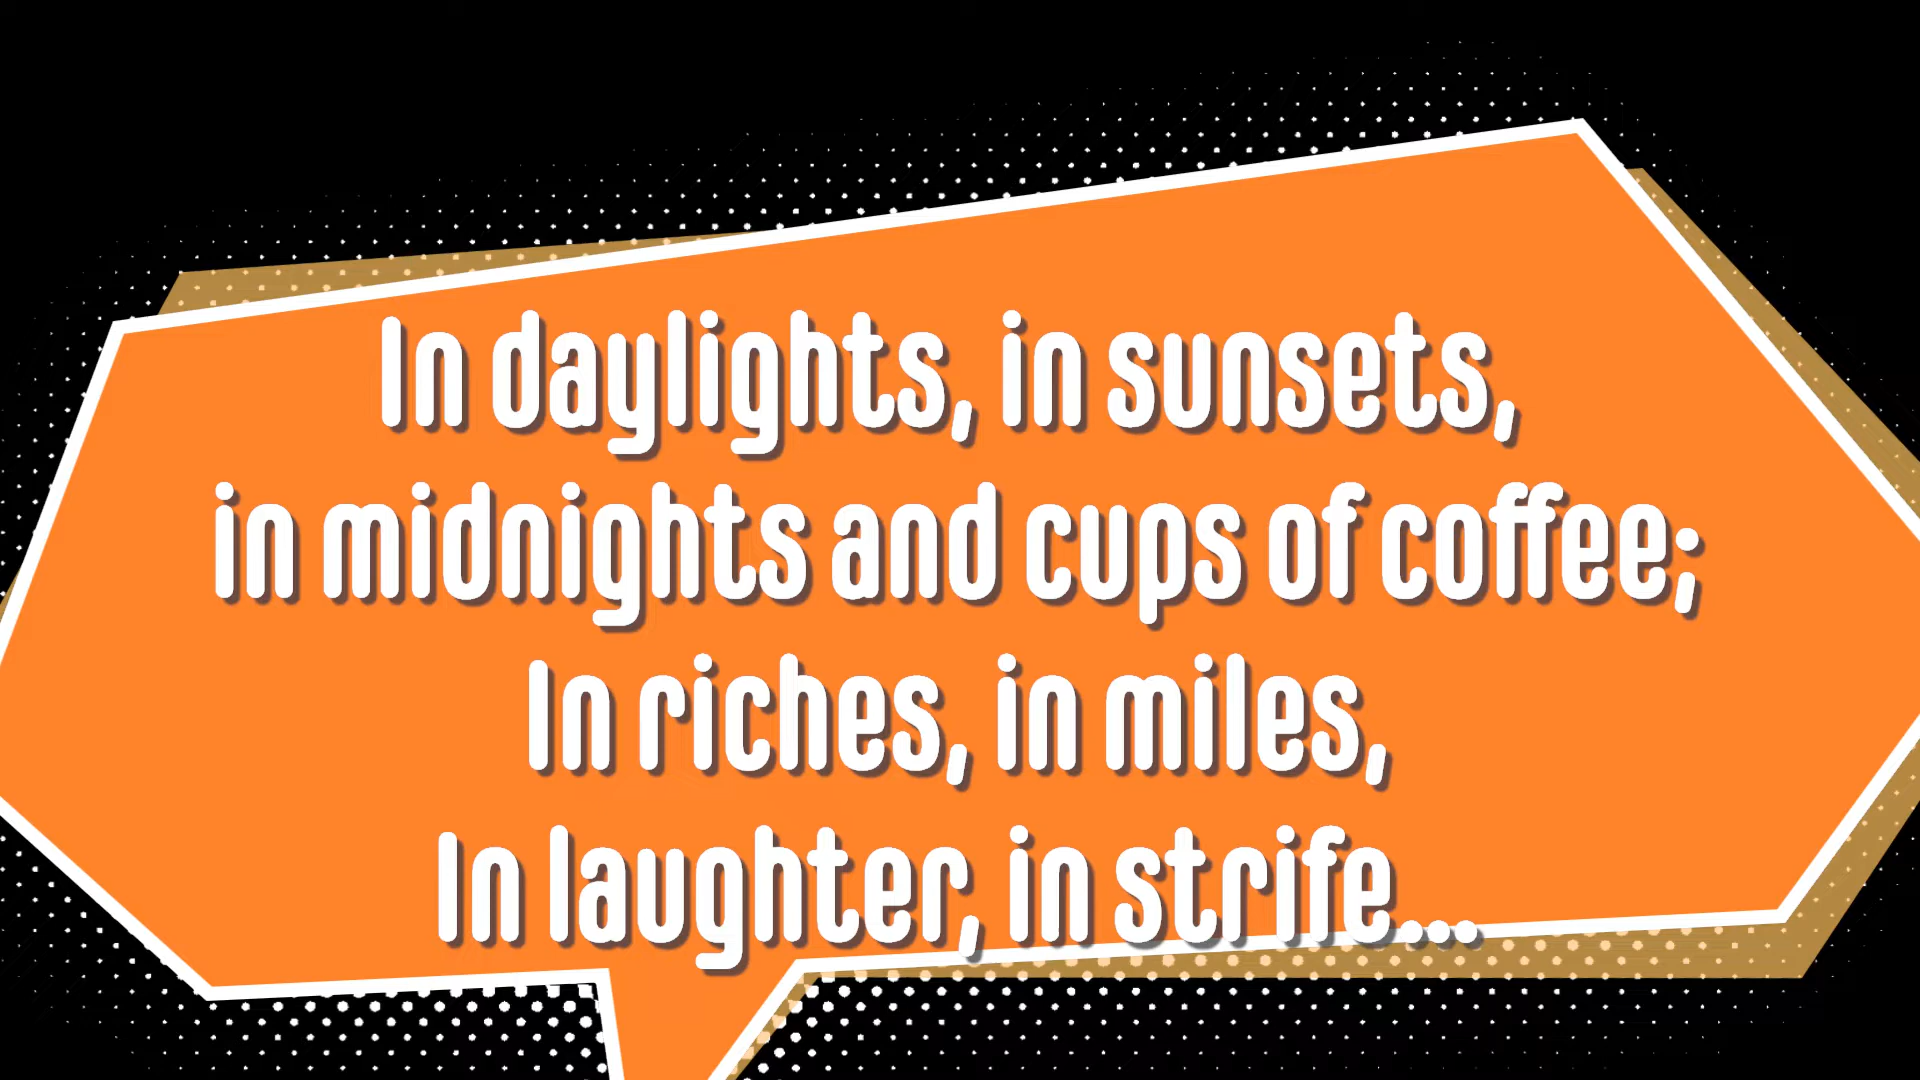 In daylights, in sunsets,
in midnights and cups of coffee;
In riches, in miles,
In laughter, in strife...